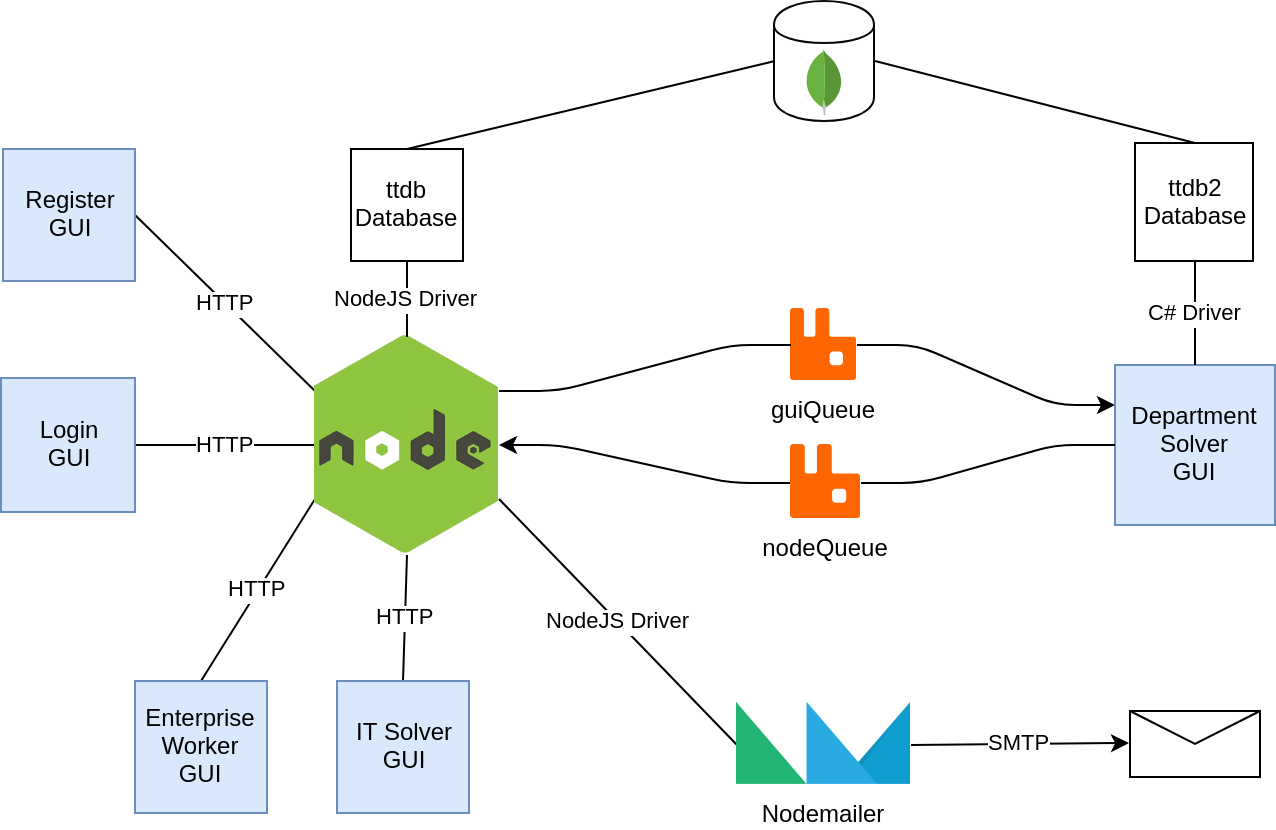 ttdb
Database
ttdb2
Database
Register
GUI
HTTP
NodeJS Driver
C# Driver
guiQueue
Login
GUI
HTTP
node
Department
Solver
GUI
nodeQueue
HTTP
HTTP
NodeJS Driver
Enterprise
Worker
GUI
IT Solver
GUI
SMTP
Nodemailer